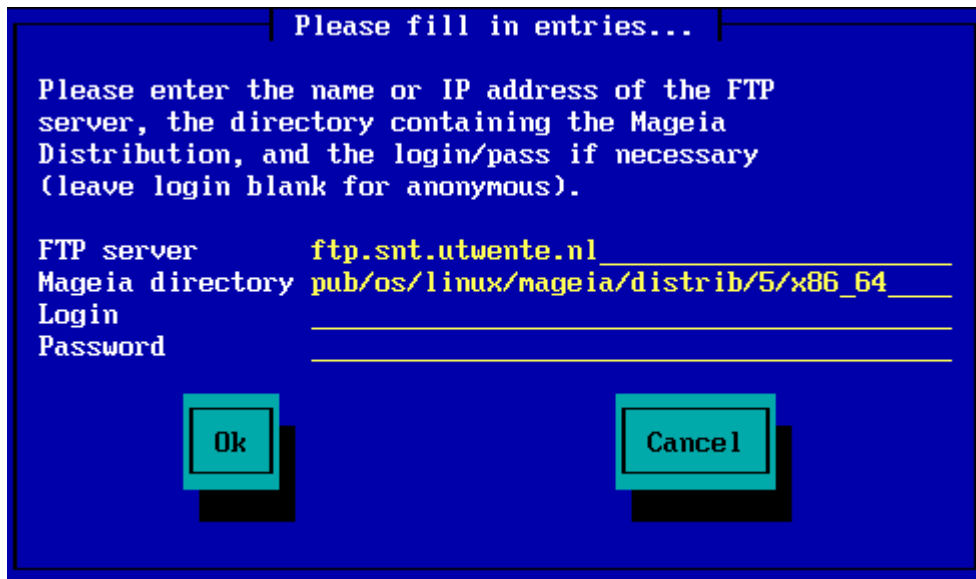 Please fill in entries...
Please enter the name or IP address of the FTP
server, the directory containing the Mageia
Distribution, and the login/pass if necessary
(leave login blank for anonymous).
FTP server ftp.snt.utwente.nl
Mageia directory pub/os/linux/mageia/distrib/5/x86_64
Login
Password
Ok Cancel